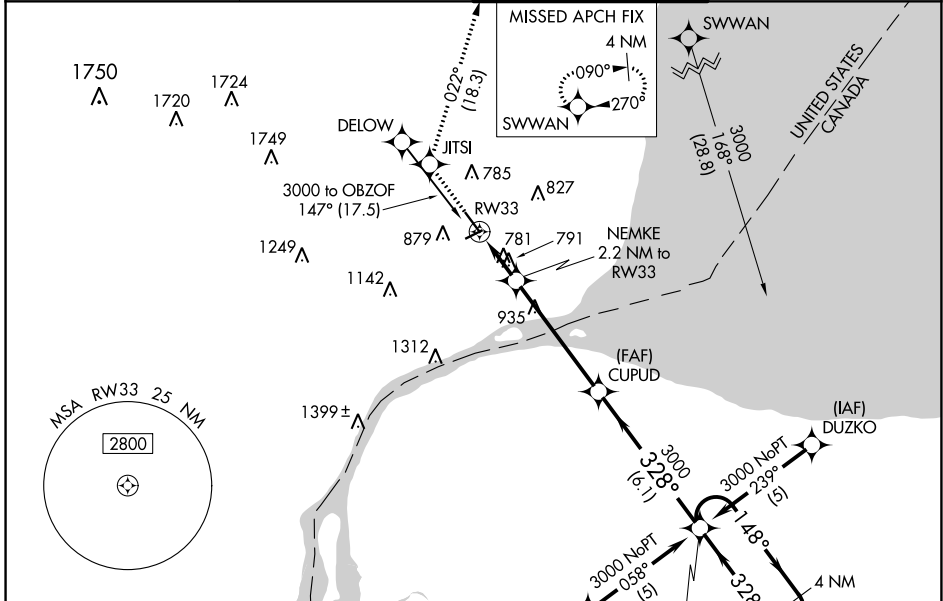 MISSED APCH FIX
4 NM
090°
270°
SWWAN
SWWAN
022°
(18.3)
UNITED STATES
CANADA
3000
168°
(28.8)
1750
1720
1724
1749
DELOW
JITSI
785
827
3000 to OBZOF
147° (17.5)
RW33
879
781
791
NEMKE
2.2 NM to
RW33
1249
1142
935
1312
(FAF)
CUPUD
1399 ±
MSA RW33 25 NM
2800
(IAF)
DUZKO
3000
328°
(6.1)
3000 NoPT
239°
(5)
148°
3000 NoPT
058°
(5)
328°
4 NM